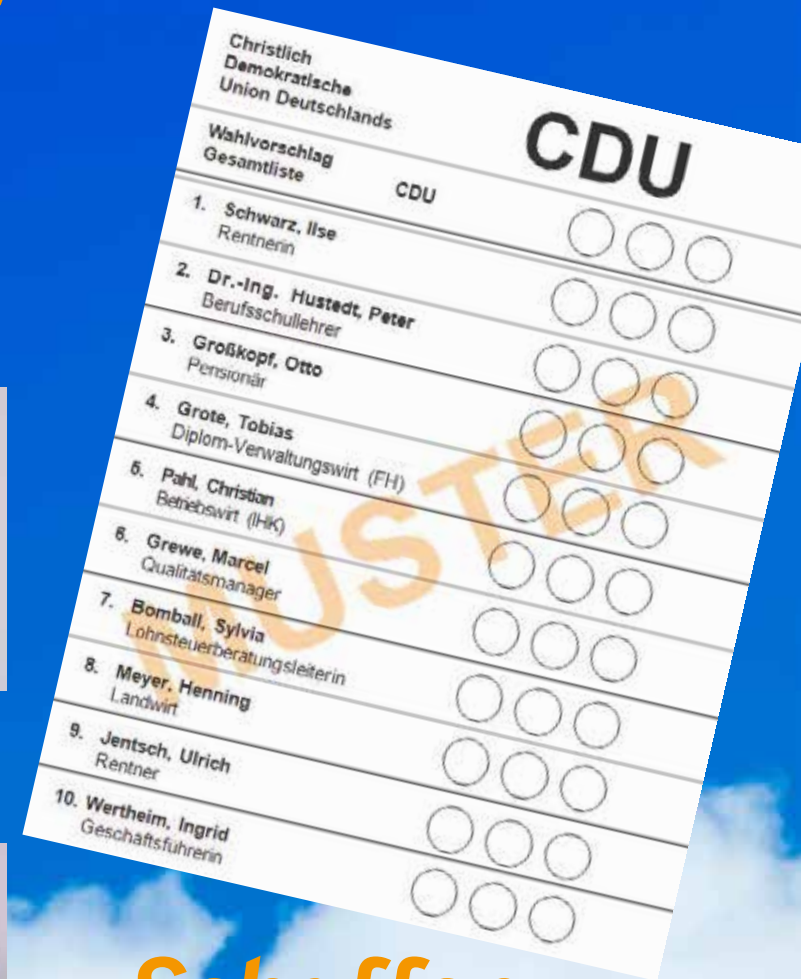 Christlich
Demokratische
Union Deutschlands
CDU
Wahlvorschlag
Gesamtliste CDU
1. Schwarz, Ilse
Rentnerin
2. Dr.-Ing. Hustedt, Peter
Berufsschullehrer
3. Großkopf, Otto
Pensionär
4. Grote, Tobias
Diplom-Verwaltungswirt (FH)
5. Pahl, Christian
Betriebswirt (IHK)
6. Grewe, Marcel
Qualitätsmanager
7. Bomball, Sylvia
Lohnsteuerberatungsleiterin
8. Meyer, Henning
Landwirt
9. Jentsch, Ulrich
Rentner
10. Wertheim, Ingrid
Geschäftsführerin
MUSTER